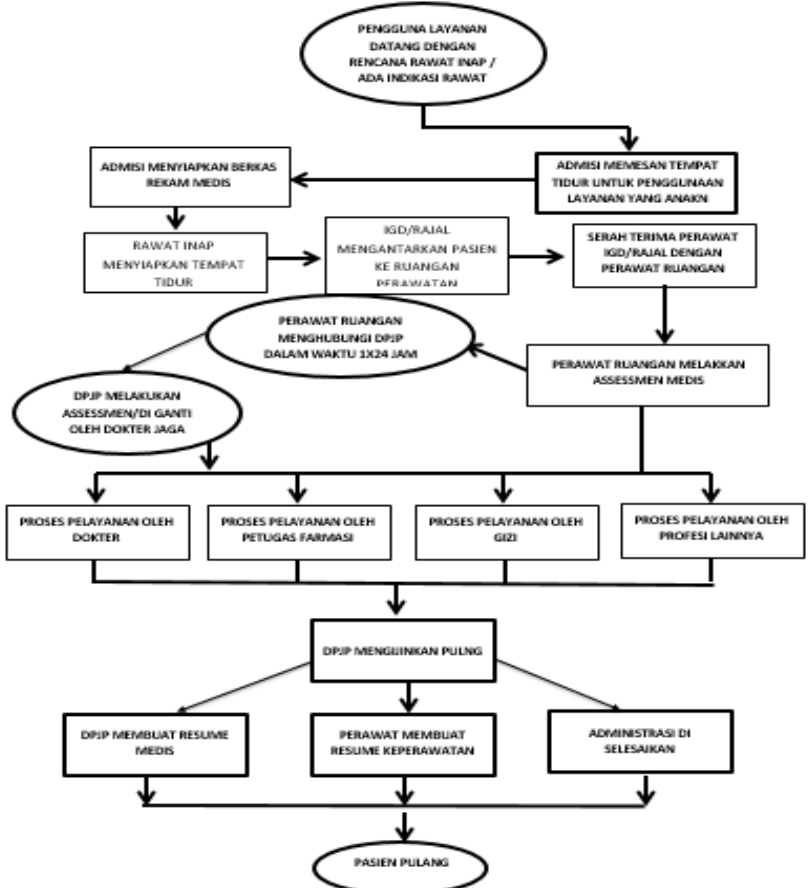 PENGGUNA LAYANAN
DATANG DENGAN
RENCANA RAWAT INAP /
ADA INDIKASI RAWAT
ADMISI MEMESAN TEMPAT
TIDUR UNTUK PENGGUNAAN
LAYANAN YANG ANAKN
ADMISI MENYIAPKAN BERKAS
REKAM MEDIS
RAWAT INAP
MENYIAPKAN TEMPAT
TIDUR
IGD/RAJAL
MENGANTARKAN PASIEN
KE RUANGAN
PERAWATAN
SERAH TERIMA PERAWAT
IGD/RAJAL DENGAN
PERAWAT RUANGAN
PERAWAT RUANGAN MELAKKAN
ASSESSMEN MEDIS
PERAWAT RUANGAN
MENGHUBUNGI DPJP
DALAM WAKTU 1X24 JAM
DPJP MELAKUKAN
ASSESSMEN/DI GANTI
OLEH DOKTER JAGA
PROSES PELAYANAN OLEH
DOKTER
PROSES PELAYANAN OLEH
PETUGAS FARMASI
PROSES PELAYANAN OLEH
GIZI
PROSES PELAYANAN OLEH
PROFESI LAINNYA
DPJP MENGIJINKAN PULNG
DPJP MEMBUAT RESUME
MEDIS
PERAWAT MEMBUAT
RESUME KEPERAWATAN
ADMINISTRASI DI
SELESAIKAN
PASIEN PULANG